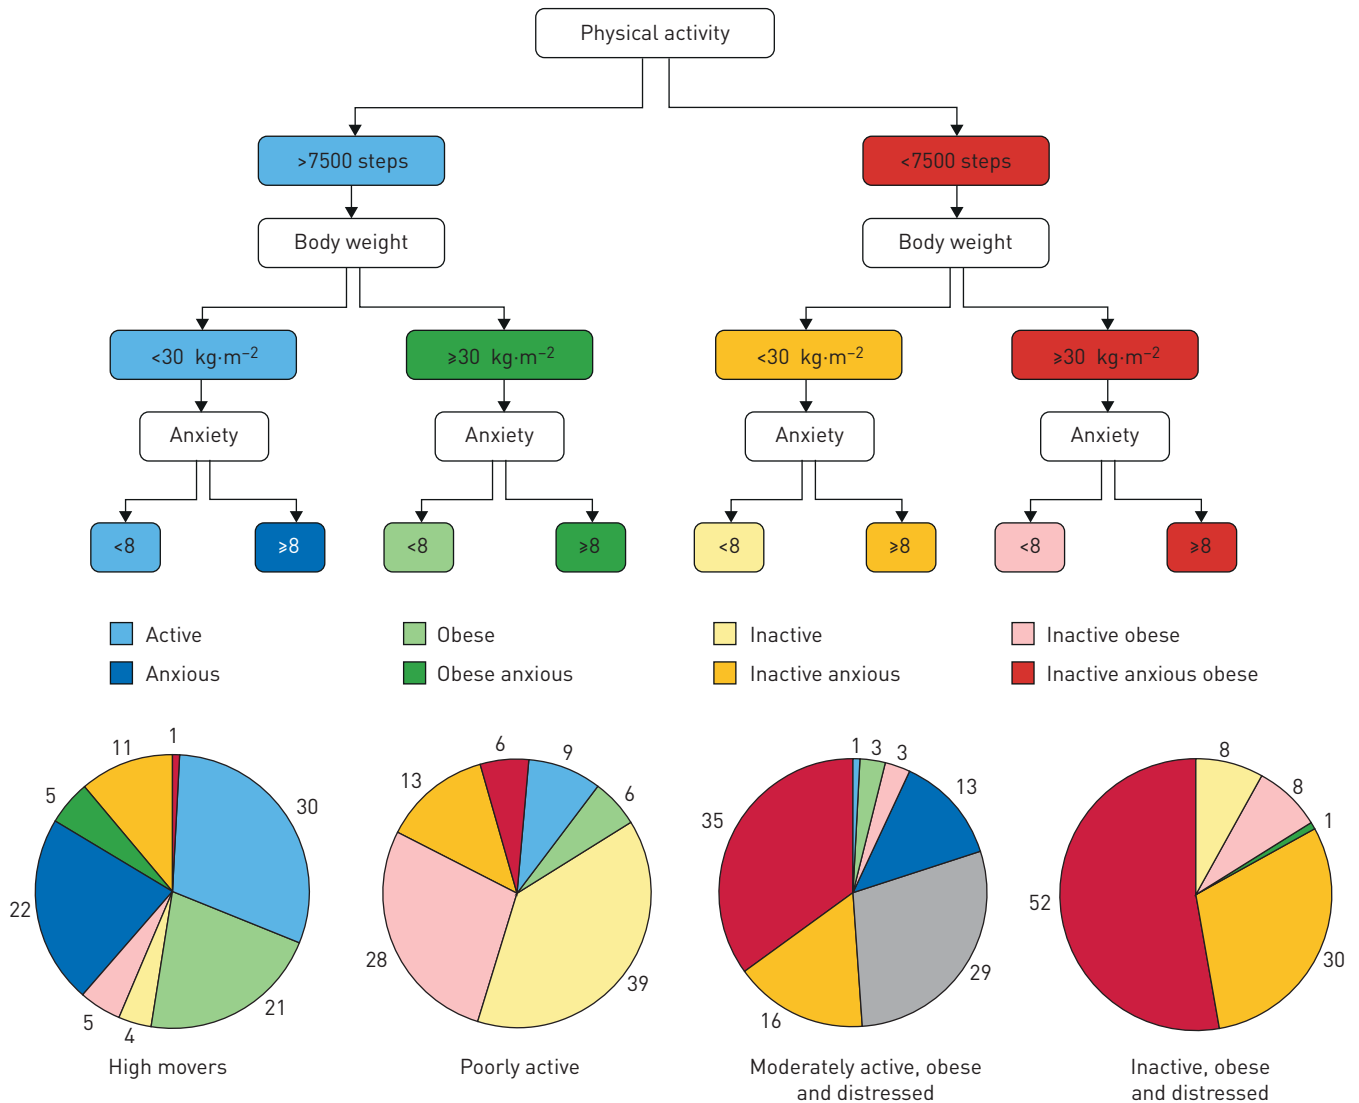 Physical activity
>7500 steps
<7500 steps
Body weight
Body weight
<30 kg·m⁻²
⩾30 kg·m⁻²
<30 kg·m⁻²
⩾30 kg·m⁻²
Anxiety
Anxiety
Anxiety
Anxiety
<8
⩾8
<8
⩾8
<8
⩾8
<8
⩾8
Active
Obese
Inactive
Inactive obese
Anxious
Obese anxious
Inactive anxious
Inactive anxious obese
1
30
21
4
5
22
5
11
High movers
6
9
6
39
28
13
Poorly active
1
3
3
13
29
16
35
Moderately active, obese
and distressed
8
8
1
30
52
Inactive, obese
and distressed